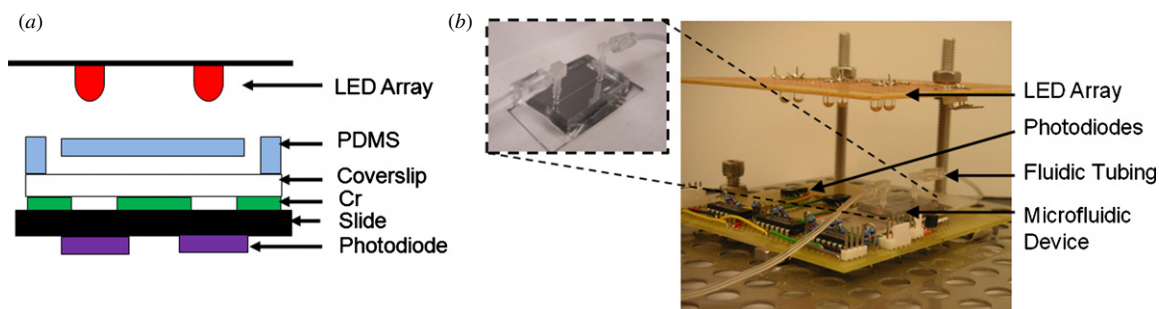 (a)
LED Array
PDMS
Coverslip
Cr
Slide
Photodiode
(b)
LED Array
Photodiodes
Fluidic Tubing
Microfluidic
Device